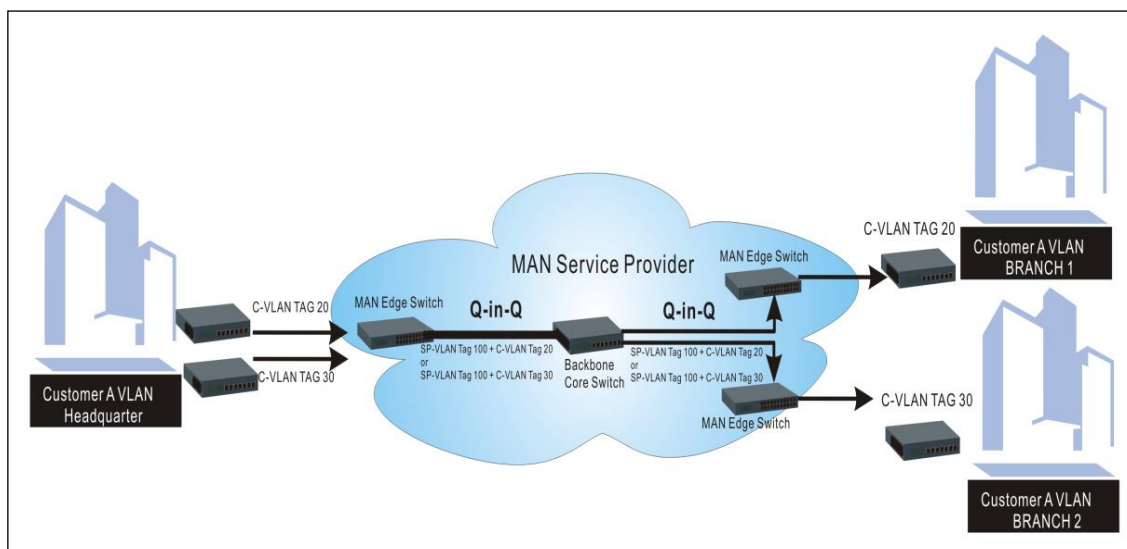 C-VLAN TAG 20
C-VLAN TAG 30
Customer A VLAN
Headquarter
MAN Service Provider
MAN Edge Switch
Q-in-Q
SP-VLAN Tag 100 + C-VLAN Tag 20
or
SP-VLAN Tag 100 + C-VLAN Tag 30
Backbone
Core Switch
Q-in-Q
SP-VLAN Tag 100 + C-VLAN Tag 20
or
SP-VLAN Tag 100 + C-VLAN Tag 30
MAN Edge Switch
MAN Edge Switch
C-VLAN TAG 20
Customer A VLAN
BRANCH 1
C-VLAN TAG 30
Customer A VLAN
BRANCH 2